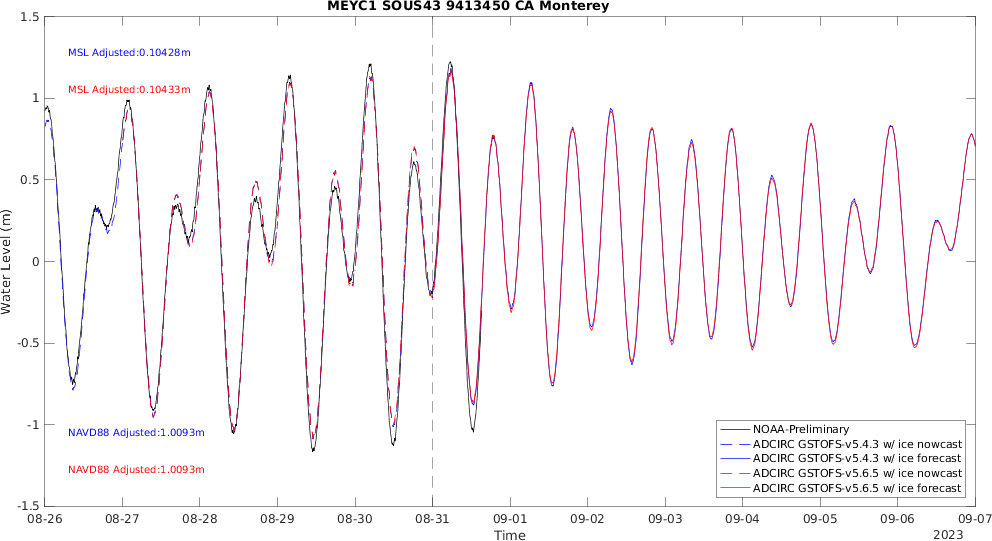 MEYC1 SOUS43 9413450 CA Monterey
1.5
MSL Adjusted:0.10428m
MSL Adjusted:0.10433m
1
0.5
0
-0.5
-1
-1.5
Water Level (m)
NAVD88 Adjusted:1.0093m
NAVD88 Adjusted:1.0093m
NOAA-Preliminary
ADCIRC GSTOFS-v5.4.3 w/ ice nowcast
ADCIRC GSTOFS-v5.4.3 w/ ice forecast
ADCIRC GSTOFS-v5.6.5 w/ ice nowcast
ADCIRC GSTOFS-v5.6.5 w/ ice forecast
08-26 08-27 08-28 08-29 08-30 08-31 09-01 09-02 09-03 09-04 09-05 09-06 09-07
Time
2023